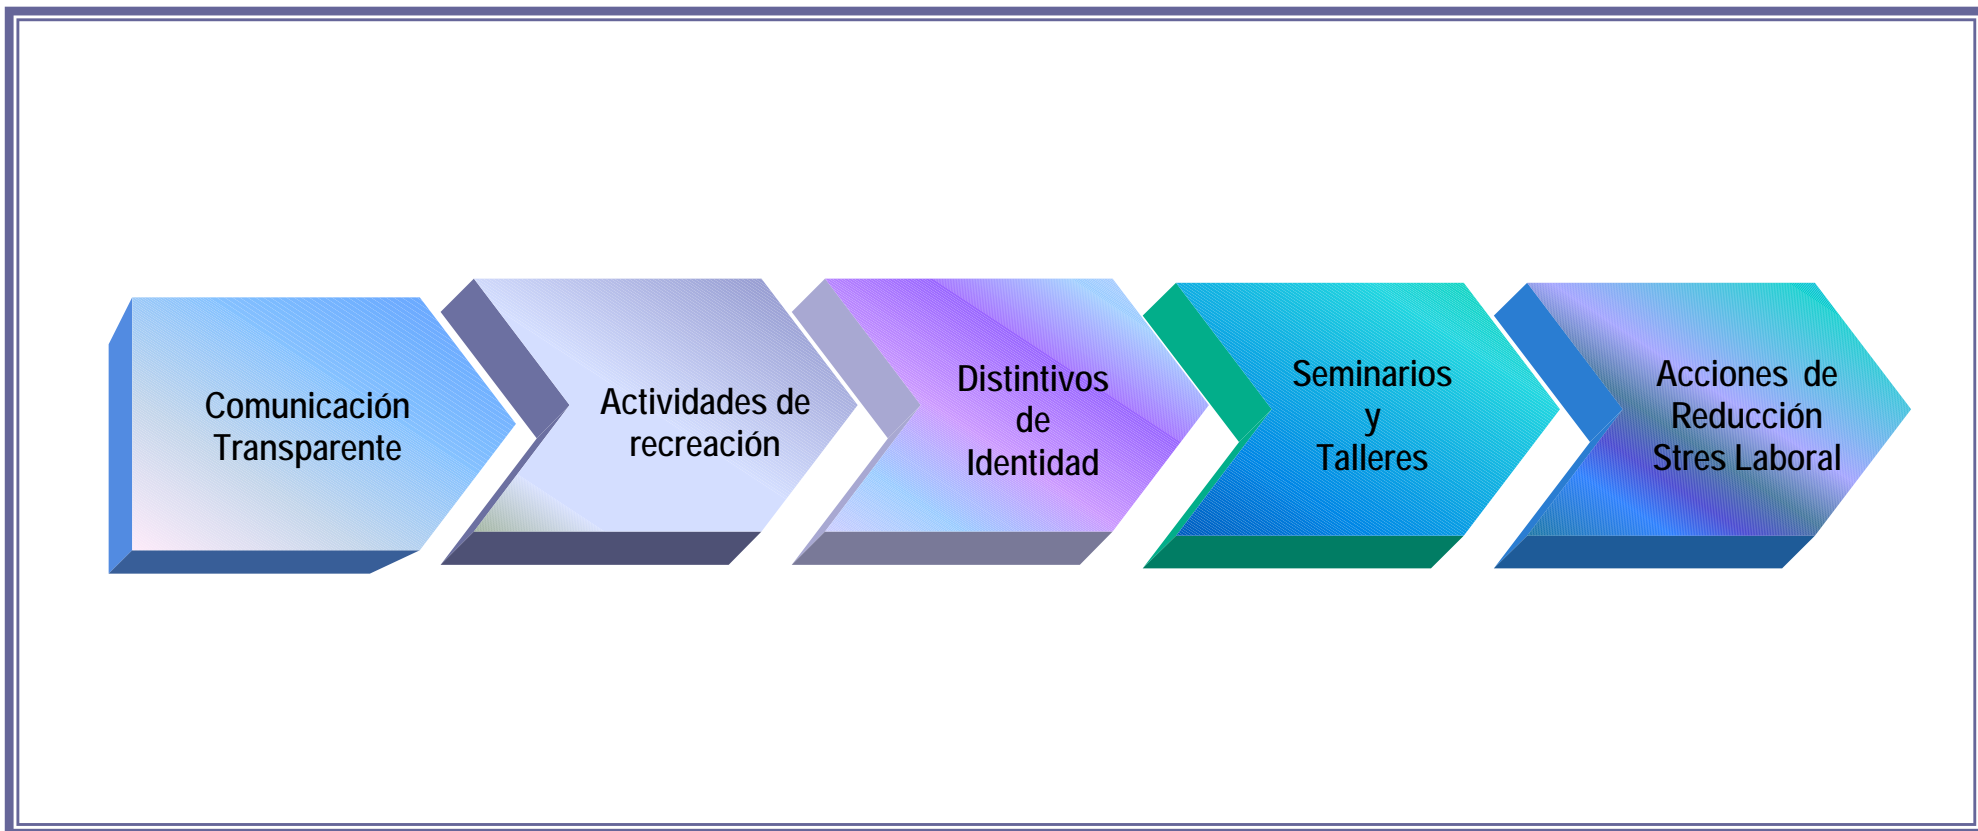 Comunicación
Transparente
Actividades de
recreación
Distintivos
de
Identidad
Seminarios
y
Talleres
Acciones de
Reducción
Stres Laboral